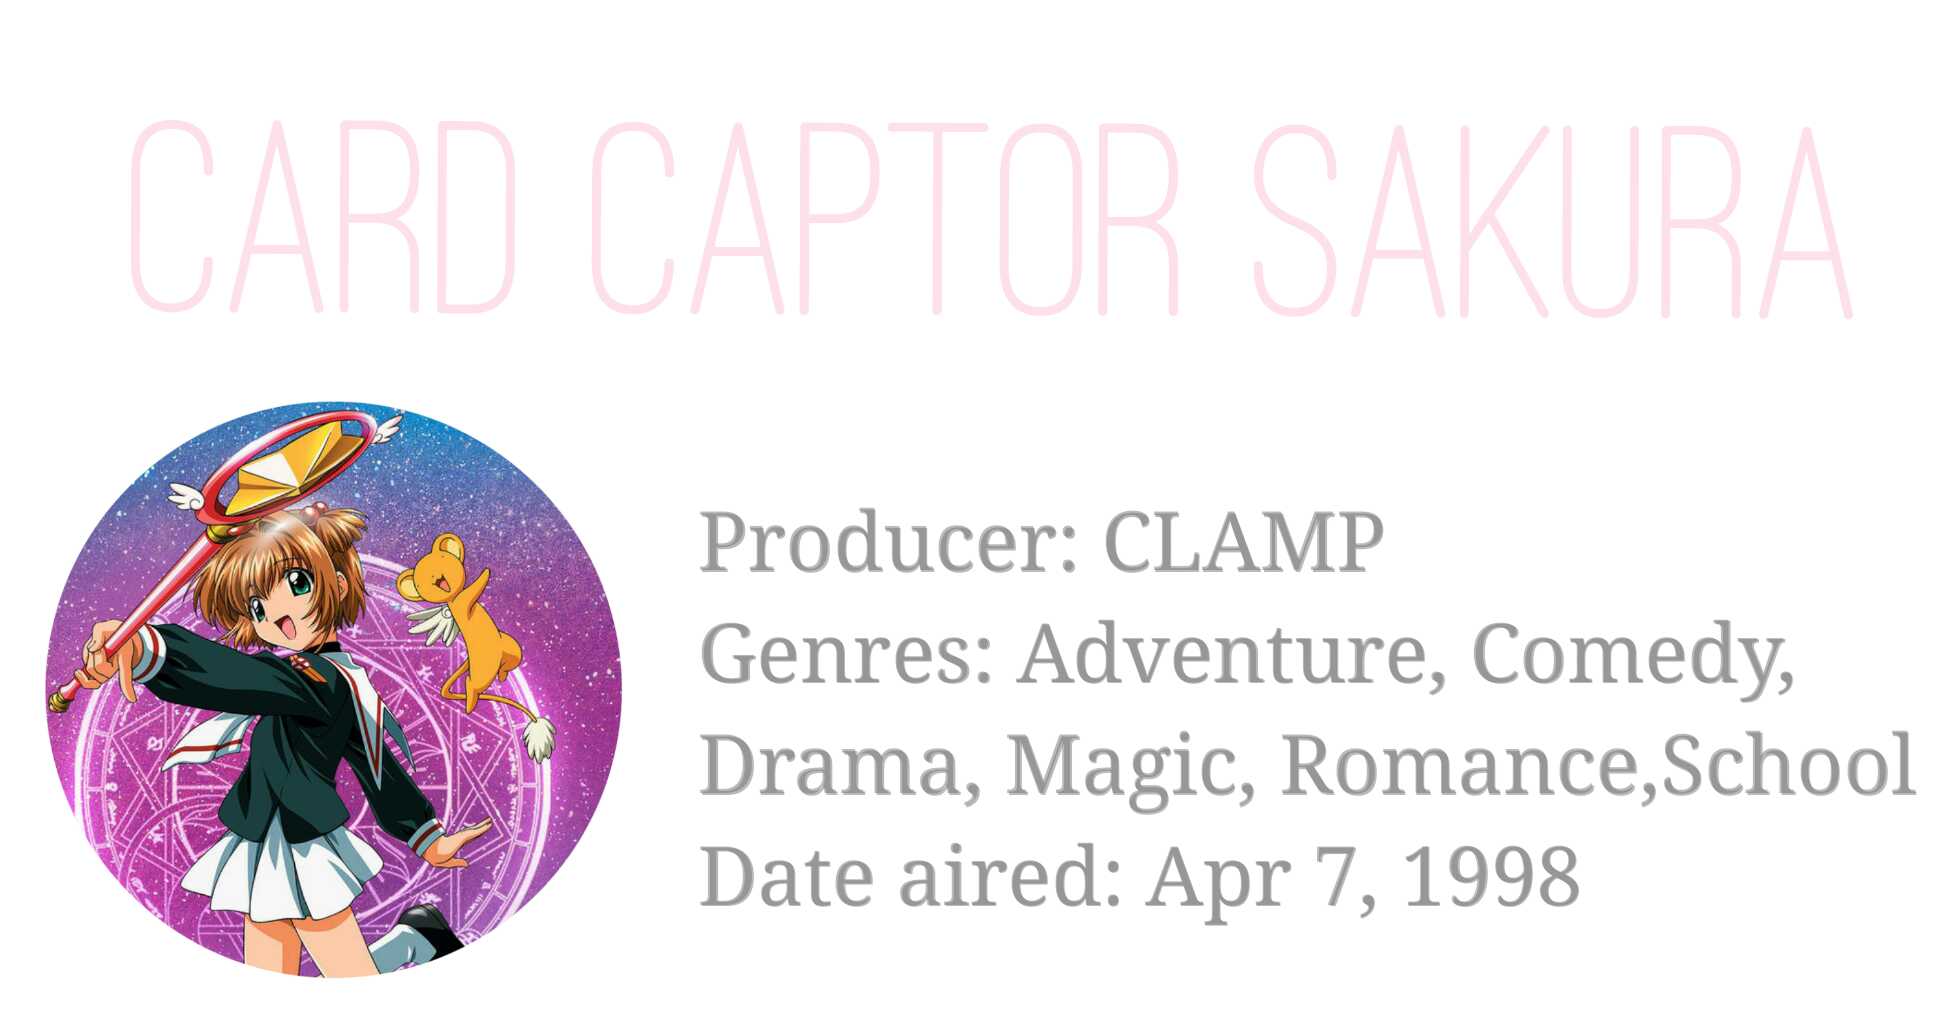 CARD CAPTOR SAKURA
Producer: CLAMP
Genres: Adventure, Comedy,
Drama, Magic, Romance,School
Date aired: Apr 7, 1998